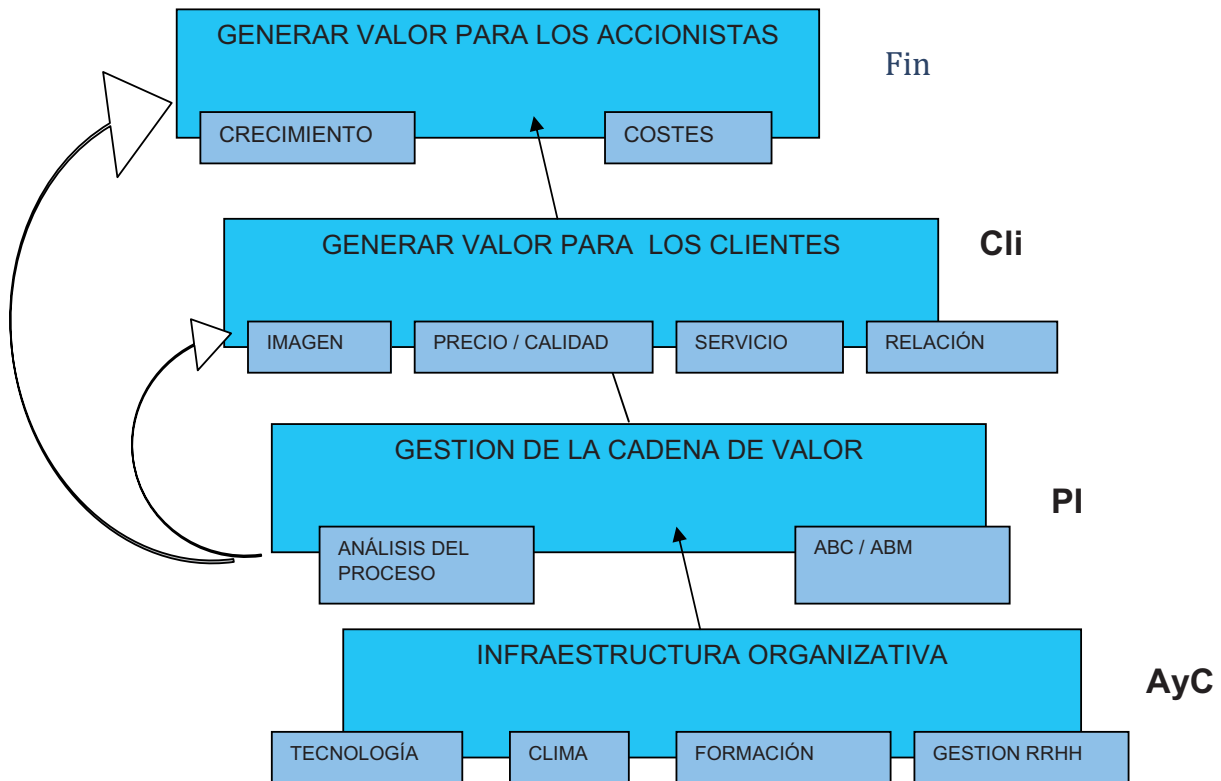 GENERAR VALOR PARA LOS ACCIONISTAS
Fin
CRECIMIENTO
COSTES
GENERAR VALOR PARA LOS CLIENTES
Cli
IMAGEN
PRECIO / CALIDAD
SERVICIO
RELACIÓN
GESTION DE LA CADENA DE VALOR
PI
ANÁLISIS DEL
PROCESO
ABC / ABM
INFRAESTRUCTURA ORGANIZATIVA
AyC
TECNOLOGÍA
CLIMA
FORMACIÓN
GESTION RRHH